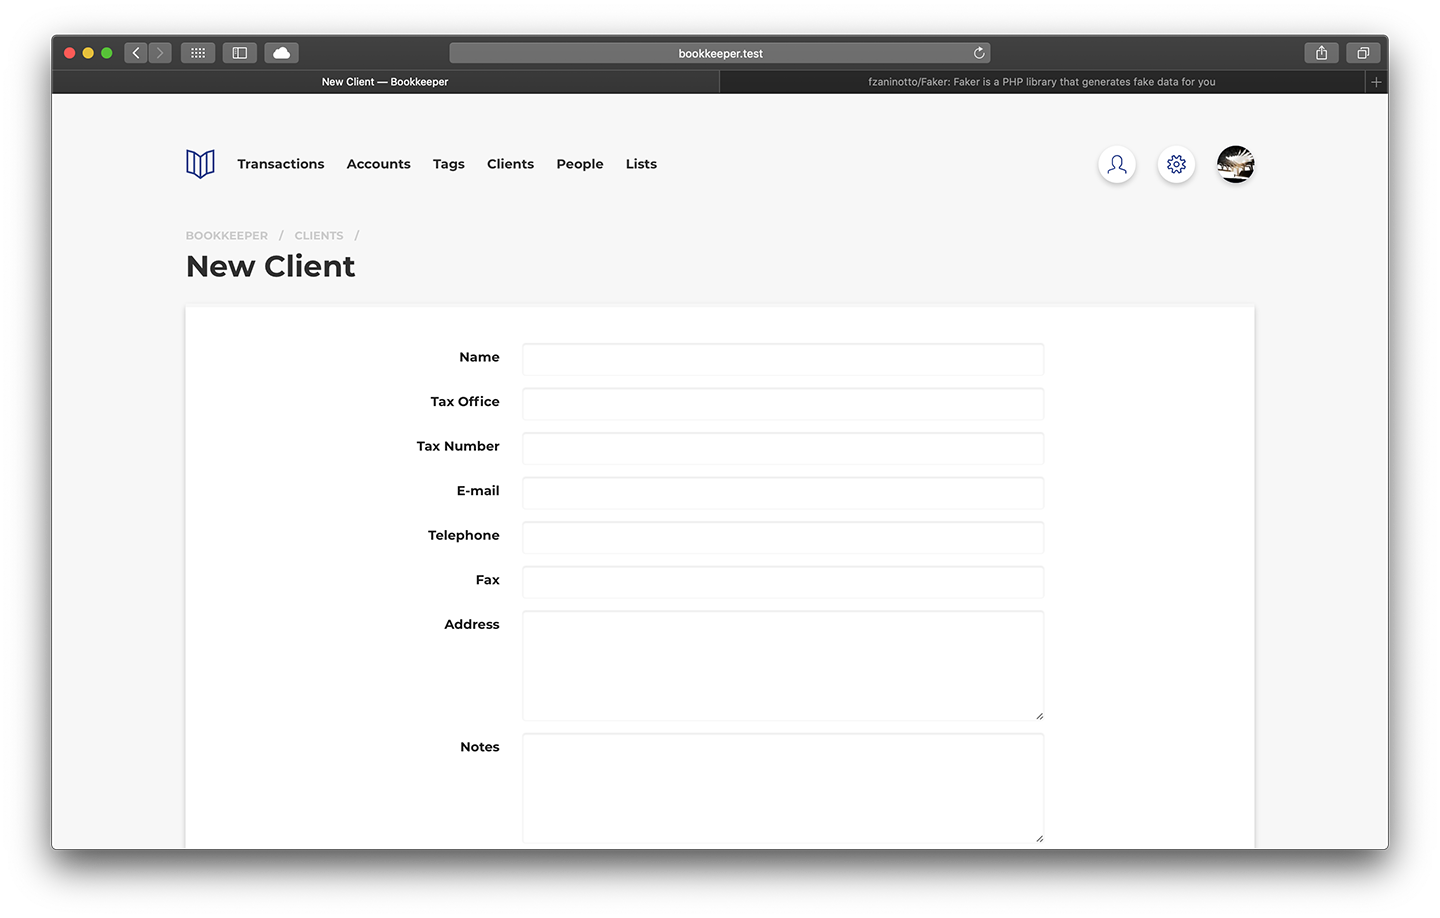 bookkeeper.test
New Client — Bookkeeper
fzaninotto/Faker: Faker is a PHP library that generates fake data for you
Transactions Accounts Tags Clients People Lists
BOOKKEEPER / CLIENTS /
New Client
Name
Tax Office
Tax Number
E-mail
Telephone
Fax
Address
Notes